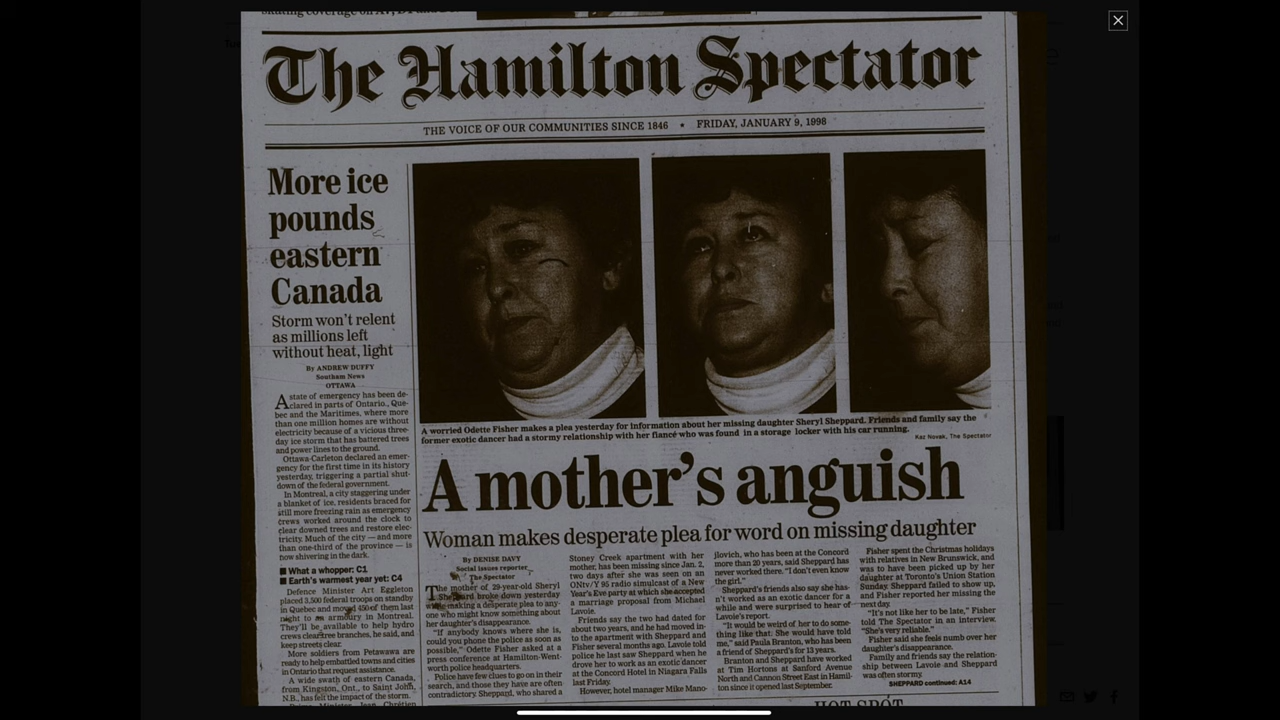 The Hamilton Spectator
THE VOICE OF OUR COMMUNITIES SINCE 1846 ★ FRIDAY, JANUARY 9, 1998
More ice
pounds
eastern
Canada
Storm won't relent
as millions left
without heat, light
By ANDREW DUFFY
Southam News
OTTAWA
A state of emergency has been de-
clared in parts of Ontario, Que-
bec and the Maritimes, where more
than one million homes are without
electricity because of a vicious three-
day ice storm that has battered trees
and power lines to the ground.
Ottawa-Carleton declared an emer-
gency for the first time in its history
yesterday, triggering a partial shut-
down of the federal government.
In Montreal, a city staggering under
a blanket of ice, residents braced for
still more freezing rain as emergency
crews worked around the clock to
clear downed trees and restore elec-
tricity. Much of the city — and more
than one-third of the province — is
now shivering in the dark.
■ What a whopper: C1
■ Earth's warmest year yet: C4
Defence Minister Art Eggleton
placed 3,500 federal troops on standby
in Quebec and moved 450 of them last
night to an armoury in Montreal.
They'll be available to help hydro
crews clear tree branches, he said, and
keep streets clear.
More soldiers from Petawawa are
ready to help embattled towns and cities
in Ontario that request assistance.
A wide swath of eastern Canada,
from Kingston, Ont., to Saint John,
N.B., has felt the impact of the storm.
Prime Minister Jean Chrétien
A worried Odette Fisher makes a plea yesterday for information about her missing daughter Sheryl Sheppard. Friends and family say the
former exotic dancer had a stormy relationship with her fiancé who was found in a storage locker with his car running.
Kaz Novak, The Spectator
A mother's anguish
Woman makes desperate plea for word on missing daughter
By DENISE DAVY
Social issues reporter
The Spectator
The mother of 29-year-old Sheryl
Sheppard broke down yesterday
while making a desperate plea to any-
one who might know something about
her daughter's disappearance.
"If anybody knows where she is,
could you phone the police as soon as
possible," Odette Fisher asked at a
press conference at Hamilton-Went-
worth police headquarters.
Police have few clues to go on in their
search, and those they have are often
contradictory. Sheppard, who shared a
Stoney Creek apartment with her
mother, has been missing since Jan. 2,
two days after she was seen on an
ONtv/Y 95 radio simulcast of a New
Year's Eve party at which she accepted
a marriage proposal from Michael
Lavoie.
Friends say the two had dated for
about two years, and he had moved in-
to the apartment with Sheppard and
Fisher several months ago. Lavoie told
police he last saw Sheppard when he
drove her to work as an exotic dancer
at the Concord Hotel in Niagara Falls
last Friday.
However, hotel manager Mike Mano-
jlovich, who has been at the Concord
more than 20 years, said Sheppard has
never worked there. "I don't even know
the girl."
Sheppard's friends also say she has-
n't worked as an exotic dancer for a
while and were surprised to hear of
Lavoie's report.
"It would be weird of her to do some-
thing like that: She would have told
me," said Paula Branton, who has been
a friend of Sheppard's for 13 years.
Branton and Sheppard have worked
at Tim Hortons at Sanford Avenue
North and Cannon Street East in Hamil-
ton since it opened last September.
Fisher spent the Christmas holidays
with relatives in New Brunswick, and
was to have been picked up by her
daughter at Toronto's Union Station
Sunday. Sheppard failed to show up,
and Fisher reported her missing the
next day.
"It's not like her to be late," Fisher
told The Spectator in an interview.
"She's very reliable."
Fisher said she feels numb over her
daughter's disappearance.
Family and friends say the relation-
ship between Lavoie and Sheppard
was often stormy.
SHEPPARD continued: A14
HOT SPOT